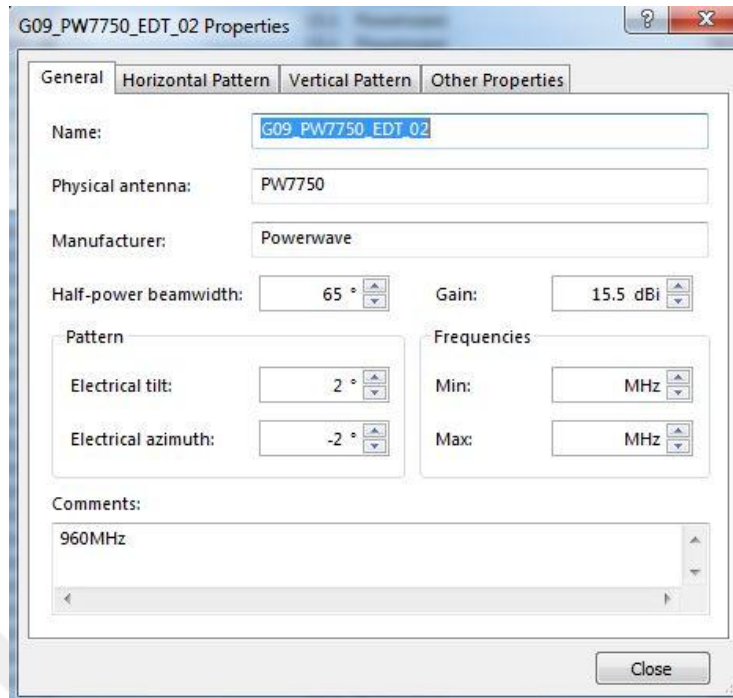 G09_PW7750_EDT_02 Properties
General Horizontal Pattern Vertical Pattern Other Properties
Name: G09_PW7750_EDT_02
Physical antenna: PW7750
Manufacturer: Powerwave
Half-power beamwidth: 65 ° Gain: 15.5 dBi
Pattern Frequencies
Electrical tilt: 2 ° Min: MHz
Electrical azimuth: -2 ° Max: MHz
Comments:
960MHz
Close